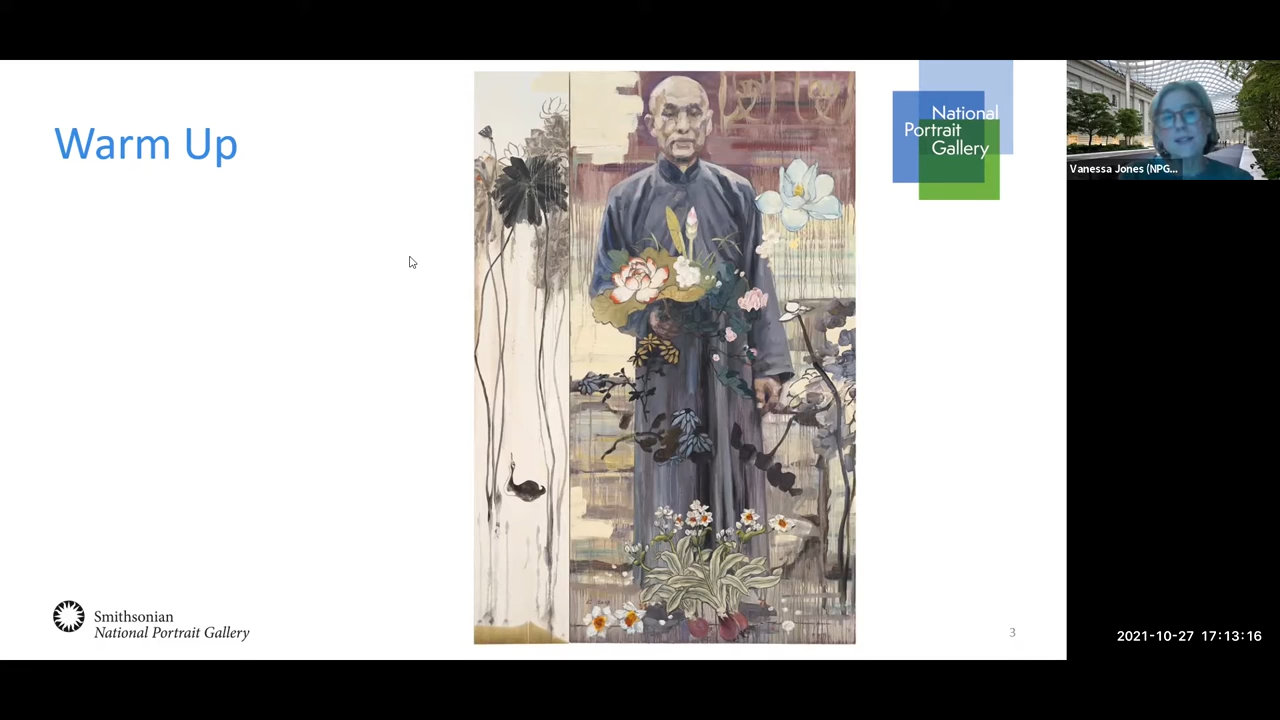 Warm Up
National
Portrait
Gallery
Vanessa Jones (NPG...
Smithsonian
National Portrait Gallery
3
2021-10-27 17:13:16